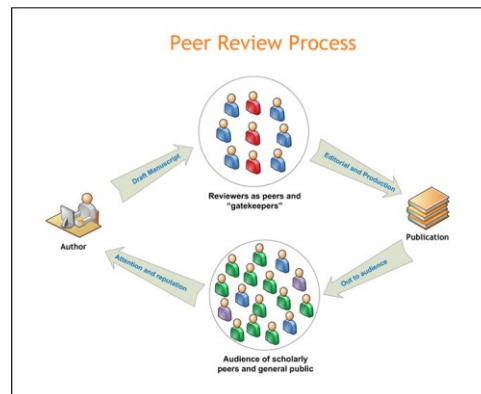 Peer Review Process
Draft Manuscript
Reviewers as peers and
"gatekeepers"
Editorial and Production
Author
Publication
Attention and reputation
Out to audience
Audience of scholarly
peers and general public